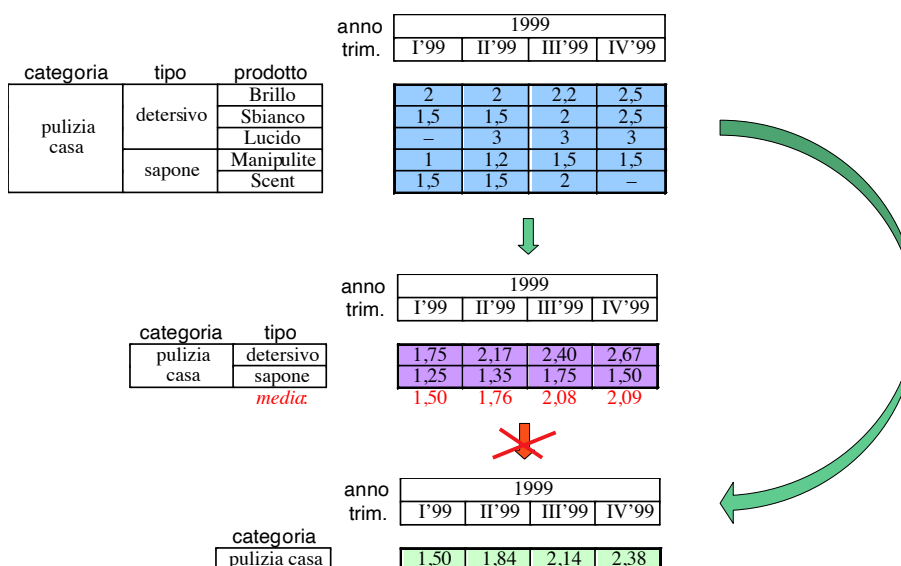 anno 1999
trim. I'99 II'99 III'99 IV'99
categoria tipo prodotto
pulizia casa detersivo Brillo 2 2 2,2 2,5
Sbianco 1,5 1,5 2 2,5
Lucido – 3 3 3
sapone Manipulite 1 1,2 1,5 1,5
Scent 1,5 1,5 2 –
anno 1999
trim. I'99 II'99 III'99 IV'99
categoria tipo
pulizia casa detersivo 1,75 2,17 2,40 2,67
sapone 1,25 1,35 1,75 1,50
media: 1,50 1,76 2,08 2,09
anno 1999
trim. I'99 II'99 III'99 IV'99
categoria
pulizia casa 1,50 1,84 2,14 2,38